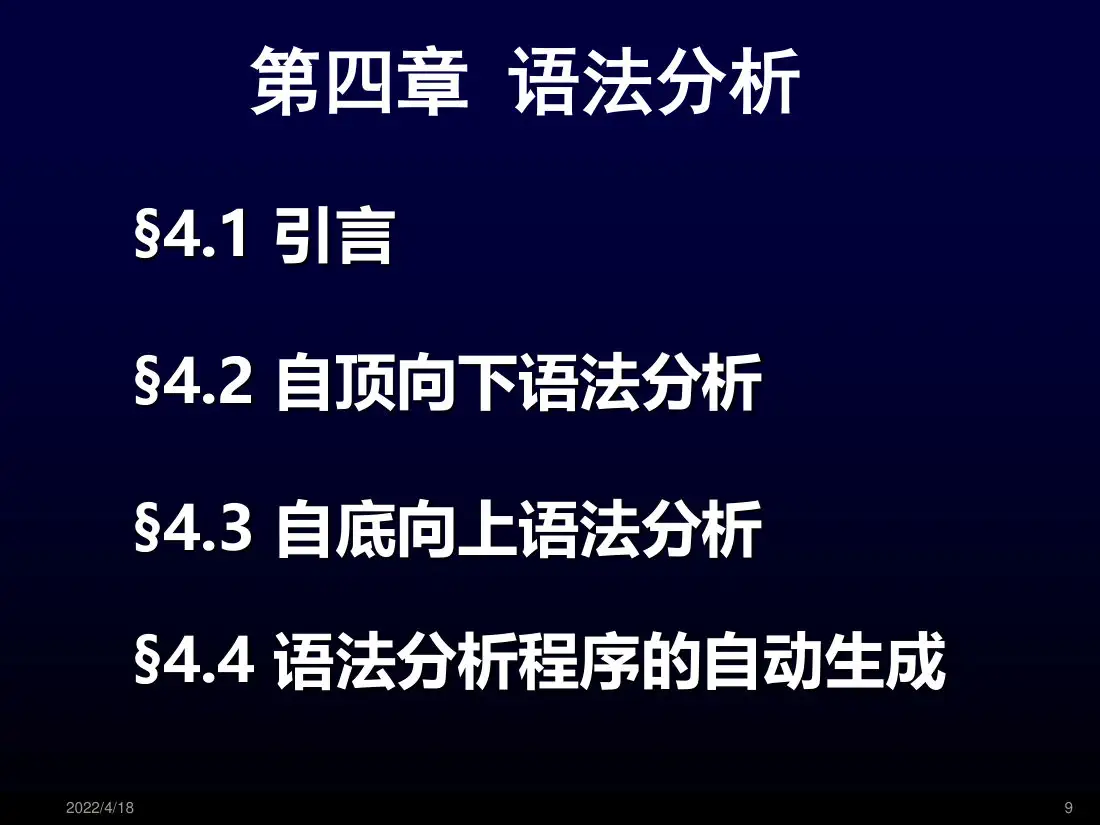 第四章 语法分析
§4.1 引言
§4.2 自顶向下语法分析
§4.3 自底向上语法分析
§4.4 语法分析程序的自动生成
2022/4/18
9